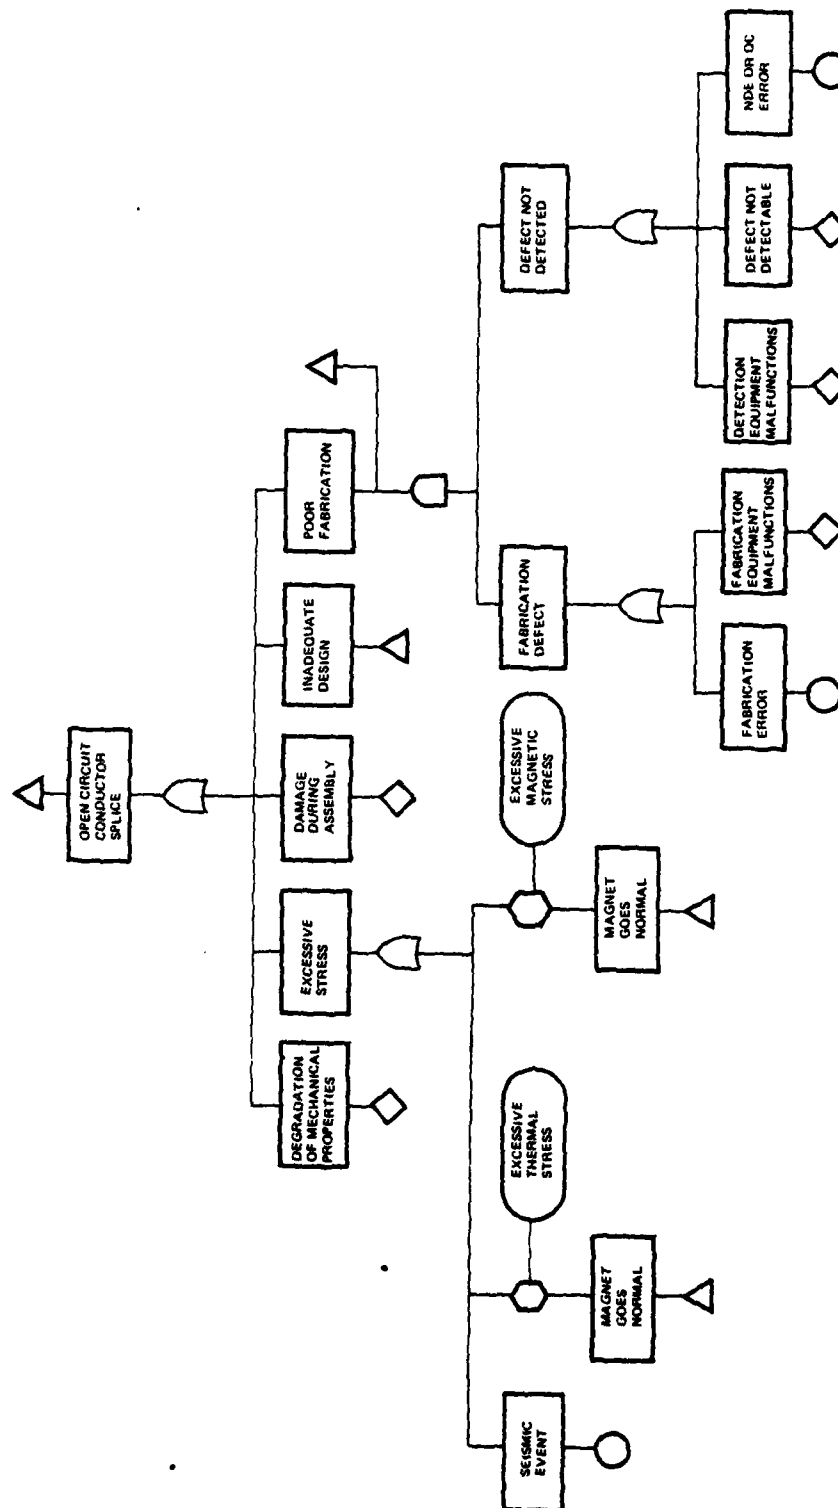 OPEN CIRCUIT
CONDUCTOR
SPLICE
DEGRADATION
OF MECHANICAL
PROPERTIES
EXCESSIVE
STRESS
DAMAGE
DURING
ASSEMBLY
INADEQUATE
DESIGN
POOR
FABRICATION
SEISMIC
EVENT
EXCESSIVE
THERMAL
STRESS
MAGNET
GOES
NORMAL
EXCESSIVE
MAGNETIC
STRESS
MAGNET
GOES
NORMAL
FABRICATION
DEFECT
DEFECT NOT
DETECTED
FABRICATION
ERROR
FABRICATION
EQUIPMENT
MALFUNCTIONS
DETECTION
EQUIPMENT
MALFUNCTIONS
DEFECT NOT
DETECTABLE
NDE OR QC
ERROR